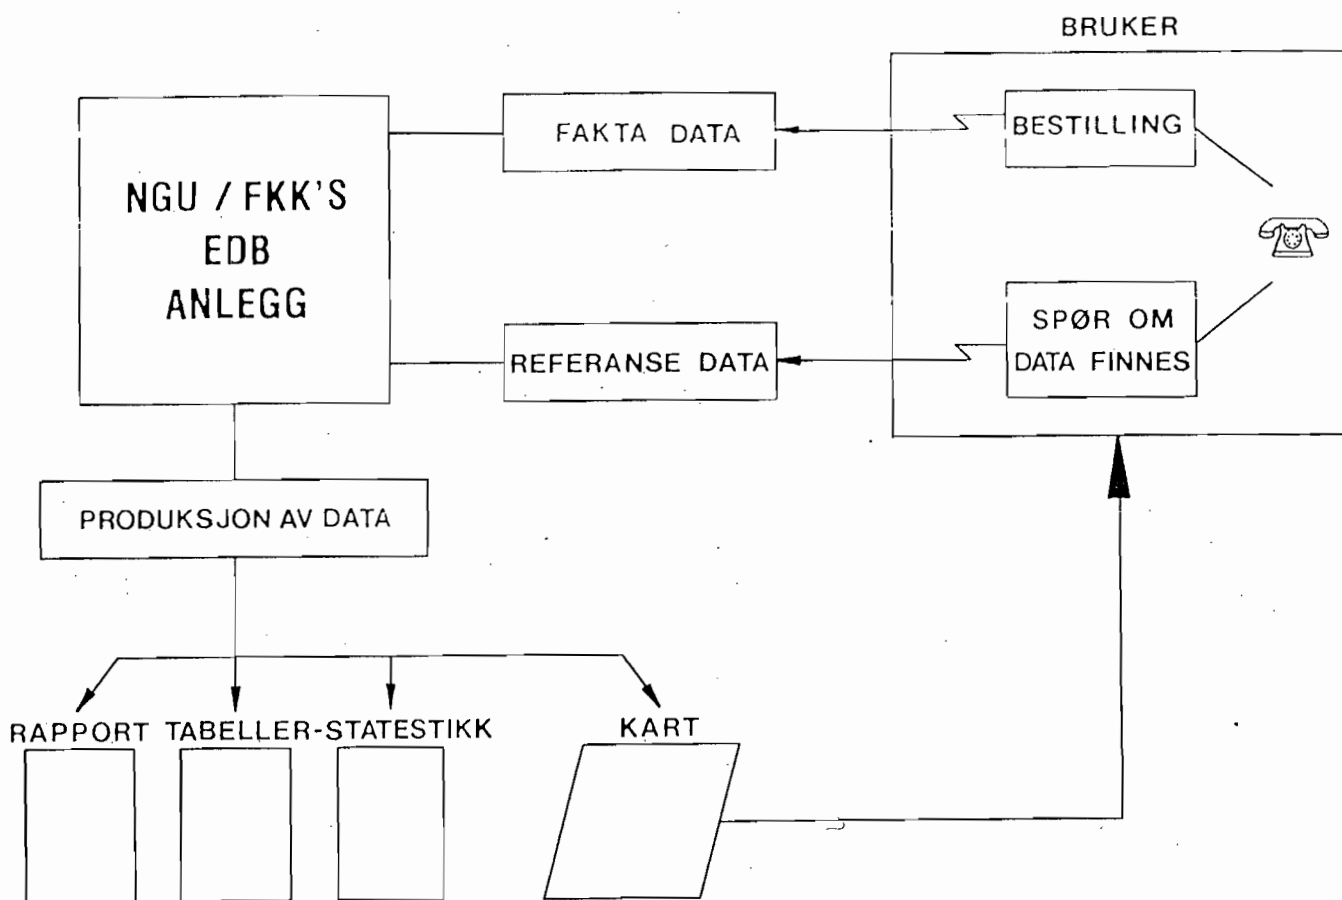 BRUKER
NGU / FKK'S
EDB
ANLEGG
FAKTA DATA
BESTILLING
REFERANSE DATA
SPØR OM
DATA FINNES
PRODUKSJON AV DATA
RAPPORT TABELLER-STATESTIKK KART